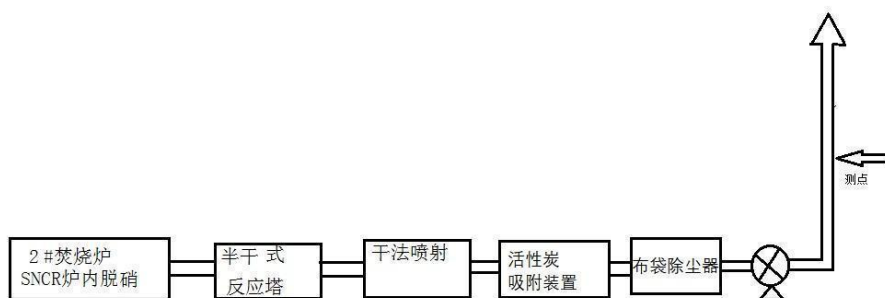 测点
2#焚烧炉
SNCR炉内脱硝
半干 式
反应塔
干法喷射
活性炭
吸附装置
布袋除尘器